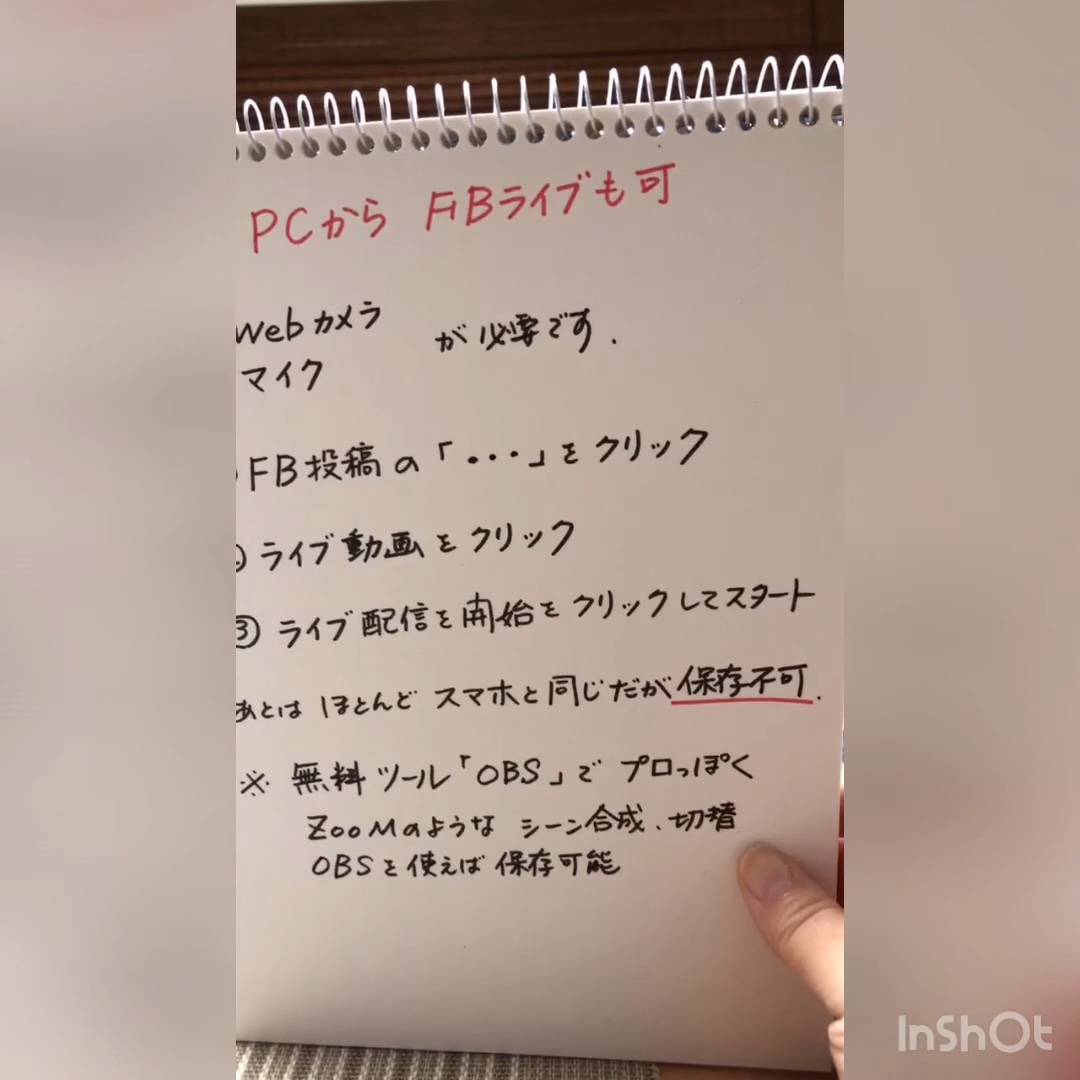 PCから FBライブも可
Webカメラ
マイク
が必要です.
FB投稿の「・・・」をクリック
ライブ動画をクリック
③ ライブ配信を開始をクリックしてスタート
あとは ほとんど スマホと同じだが保存不可.
※ 無料ツール「OBS」で プロっぽく
ZooMのような シーン合成、切替
OBSを使えば 保存可能
InShOt